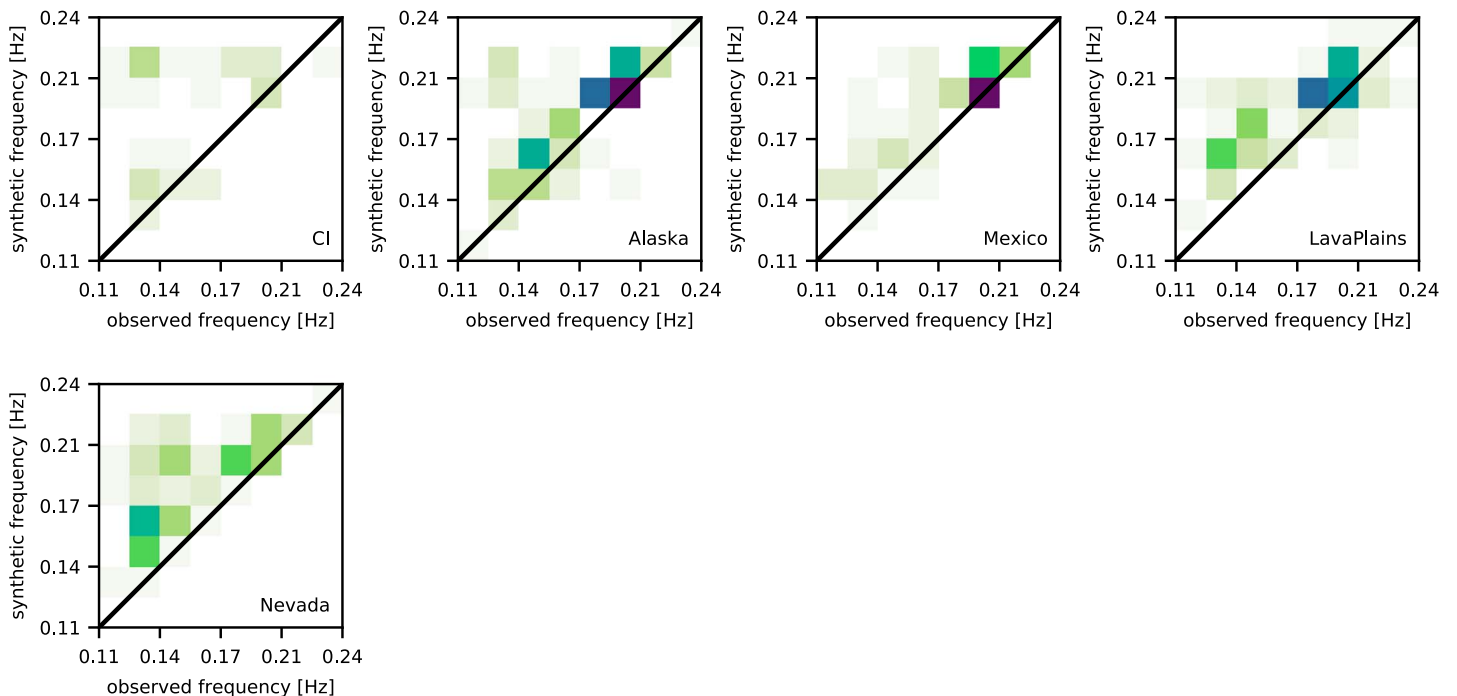 synthetic frequency [Hz]
0.24
0.21
0.17
0.14
0.11
CI
0.11 0.14 0.17 0.21 0.24
observed frequency [Hz]
synthetic frequency [Hz]
0.24
0.21
0.17
0.14
0.11
Alaska
0.11 0.14 0.17 0.21 0.24
observed frequency [Hz]
synthetic frequency [Hz]
0.24
0.21
0.17
0.14
0.11
Mexico
0.11 0.14 0.17 0.21 0.24
observed frequency [Hz]
synthetic frequency [Hz]
0.24
0.21
0.17
0.14
0.11
LavaPlains
0.11 0.14 0.17 0.21 0.24
observed frequency [Hz]
synthetic frequency [Hz]
0.24
0.21
0.17
0.14
0.11
Nevada
0.11 0.14 0.17 0.21 0.24
observed frequency [Hz]